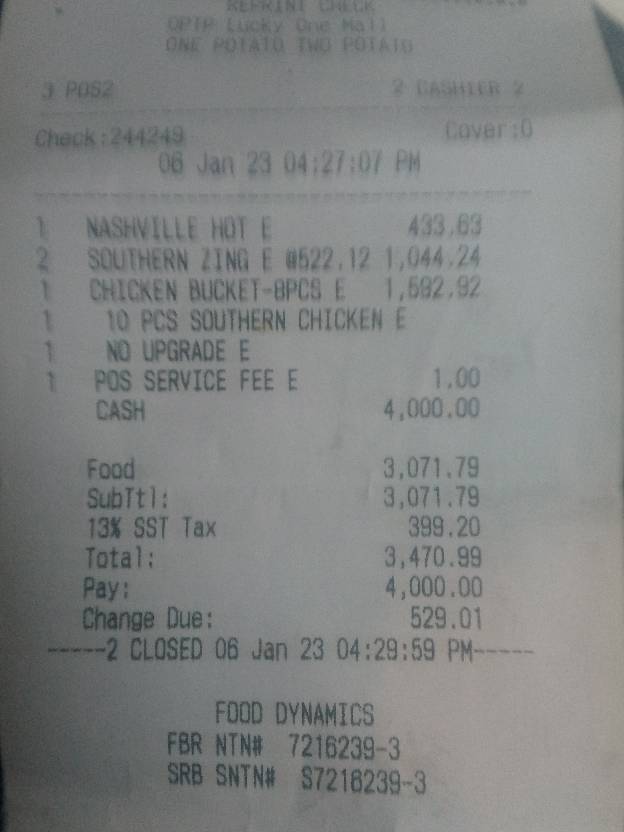 REPRINT CHECK
OPTP Lucky One Mall
ONE POTATO TWO POTATO
3 POS2 2 CASHIER 2
Check:244249 Cover:0
06 Jan 23 04:27:07 PM
1 NASHVILLE HOT E 433.63
2 SOUTHERN ZING E @522.12 1,044.24
1 CHICKEN BUCKET-8PCS E 1,592.92
1 10 PCS SOUTHERN CHICKEN E
1 NO UPGRADE E
1 POS SERVICE FEE E 1.00
CASH 4,000.00
Food 3,071.79
SubTtl: 3,071.79
13% SST Tax 399.20
Total: 3,470.99
Pay: 4,000.00
Change Due: 529.01
-----2 CLOSED 06 Jan 23 04:29:59 PM-----
FOOD DYNAMICS
FBR NTN# 7216239-3
SRB SNTN# S7216239-3